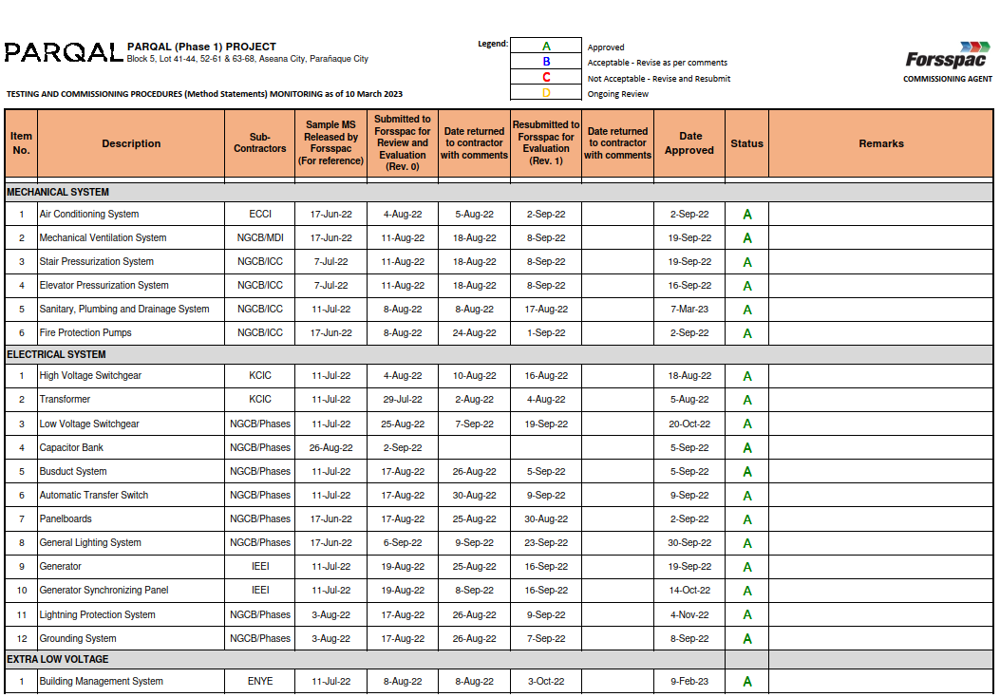 PARQAL
PARQAL (Phase 1) PROJECT
Block 5, Lot 41-44, 52-61 & 63-68, Aseana City, Parañaque City
Legend:
A Approved
B Acceptable - Revise as per comments
C Not Acceptable - Revise and Resubmit
D Ongoing Review
Forsspac
COMMISSIONING AGENT
TESTING AND COMMISSIONING PROCEDURES (Method Statements) MONITORING as of 10 March 2023
Item No. Description Sub-Contractors Sample MS Released by Forsspac (For reference) Submitted to Forsspac for Review and Evaluation (Rev. 0) Date returned to contractor with comments Resubmitted to Forsspac for Evaluation (Rev. 1) Date returned to contractor with comments Date Approved Status Remarks
MECHANICAL SYSTEM
1 Air Conditioning System ECCI 17-Jun-22 4-Aug-22 5-Aug-22 2-Sep-22 2-Sep-22 A
2 Mechanical Ventilation System NGCB/MDI 17-Jun-22 11-Aug-22 18-Aug-22 8-Sep-22 19-Sep-22 A
3 Stair Pressurization System NGCB/ICC 7-Jul-22 11-Aug-22 18-Aug-22 8-Sep-22 19-Sep-22 A
4 Elevator Pressurization System NGCB/ICC 7-Jul-22 11-Aug-22 18-Aug-22 8-Sep-22 16-Sep-22 A
5 Sanitary, Plumbing and Drainage System NGCB/ICC 11-Jul-22 8-Aug-22 8-Aug-22 17-Aug-22 7-Mar-23 A
6 Fire Protection Pumps NGCB/ICC 17-Jun-22 8-Aug-22 24-Aug-22 1-Sep-22 2-Sep-22 A
ELECTRICAL SYSTEM
1 High Voltage Switchgear KCIC 11-Jul-22 4-Aug-22 10-Aug-22 16-Aug-22 18-Aug-22 A
2 Transformer KCIC 11-Jul-22 29-Jul-22 2-Aug-22 4-Aug-22 5-Aug-22 A
3 Low Voltage Switchgear NGCB/Phases 11-Jul-22 25-Aug-22 7-Sep-22 19-Sep-22 20-Oct-22 A
4 Capacitor Bank NGCB/Phases 26-Aug-22 2-Sep-22 5-Sep-22 A
5 Busduct System NGCB/Phases 11-Jul-22 17-Aug-22 26-Aug-22 5-Sep-22 5-Sep-22 A
6 Automatic Transfer Switch NGCB/Phases 11-Jul-22 17-Aug-22 30-Aug-22 9-Sep-22 9-Sep-22 A
7 Panelboards NGCB/Phases 17-Jun-22 17-Aug-22 25-Aug-22 30-Aug-22 2-Sep-22 A
8 General Lighting System NGCB/Phases 17-Jun-22 6-Sep-22 9-Sep-22 23-Sep-22 30-Sep-22 A
9 Generator IEEI 11-Jul-22 19-Aug-22 25-Aug-22 16-Sep-22 19-Sep-22 A
10 Generator Synchronizing Panel IEEI 11-Jul-22 19-Aug-22 8-Sep-22 16-Sep-22 14-Oct-22 A
11 Lightning Protection System NGCB/Phases 3-Aug-22 17-Aug-22 26-Aug-22 9-Sep-22 4-Nov-22 A
12 Grounding System NGCB/Phases 3-Aug-22 17-Aug-22 26-Aug-22 7-Sep-22 8-Sep-22 A
EXTRA LOW VOLTAGE
1 Building Management System ENYE 11-Jul-22 8-Aug-22 8-Aug-22 3-Oct-22 9-Feb-23 A